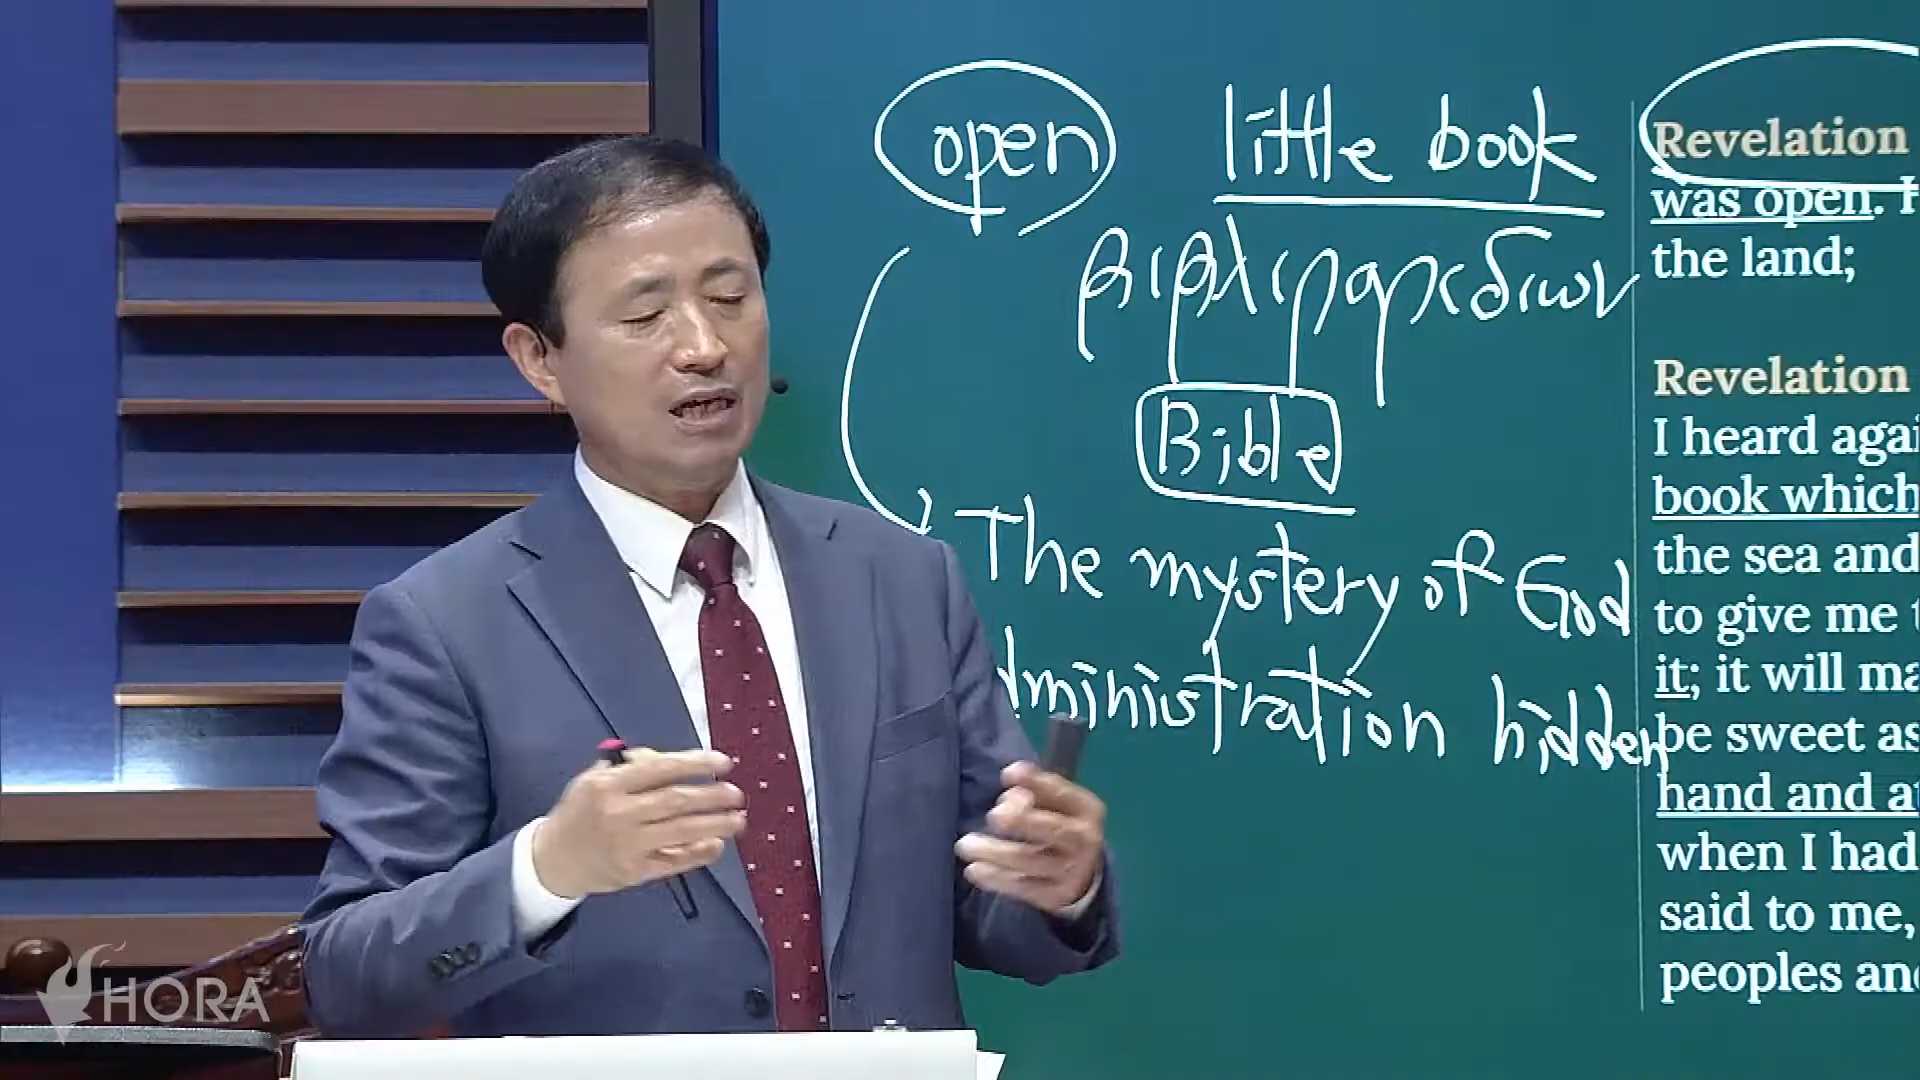 open little book
βιβλιραρειδιων
Bible
The mystery of God
dministration hidden
Revelation
was open. H
the land;
Revelation
I heard agai
book which
the sea and
to give me t
it; it will ma
be sweet as
hand and at
when I had
said to me,
peoples and
HORA